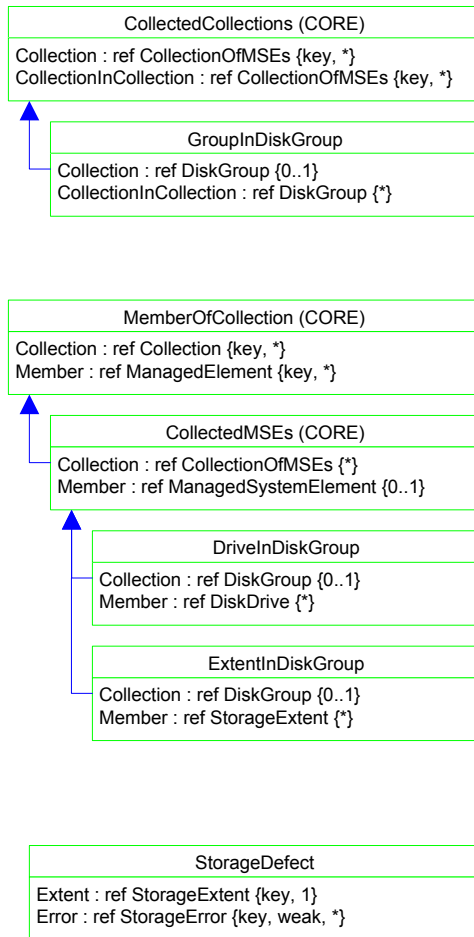 CollectedCollections (CORE)
Collection : ref CollectionOfMSEs {key, *}
CollectionInCollection : ref CollectionOfMSEs {key, *}
GroupInDiskGroup
Collection : ref DiskGroup {0..1}
CollectionInCollection : ref DiskGroup {*}
MemberOfCollection (CORE)
Collection : ref Collection {key, *}
Member : ref ManagedElement {key, *}
CollectedMSEs (CORE)
Collection : ref CollectionOfMSEs {*}
Member : ref ManagedSystemElement {0..1}
DriveInDiskGroup
Collection : ref DiskGroup {0..1}
Member : ref DiskDrive {*}
ExtentInDiskGroup
Collection : ref DiskGroup {0..1}
Member : ref StorageExtent {*}
StorageDefect
Extent : ref StorageExtent {key, 1}
Error : ref StorageError {key, weak, *}